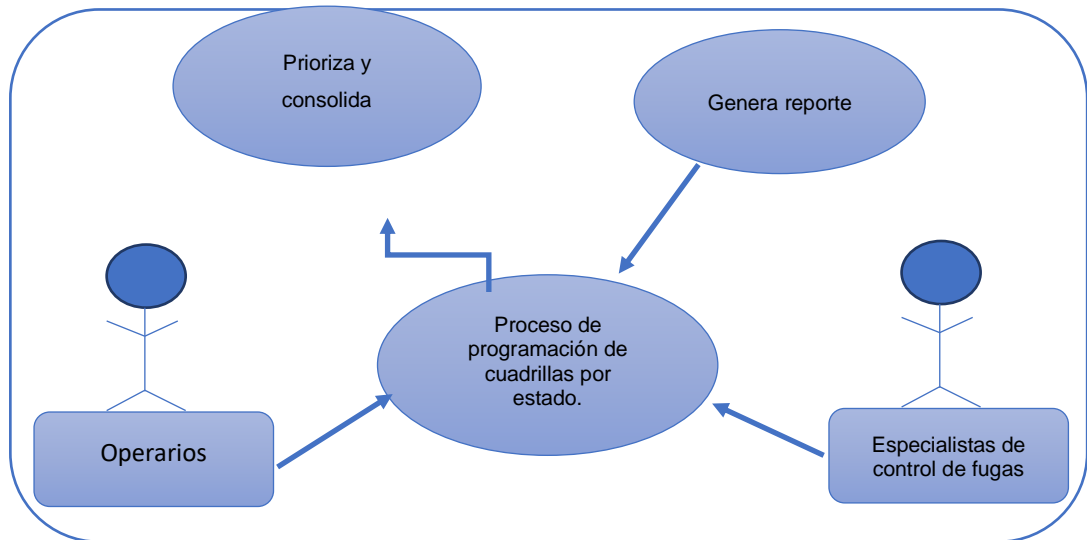 Prioriza y
consolida
Genera reporte
Proceso de
programación de
cuadrillas por
estado.
Operarios
Especialistas de
control de fugas